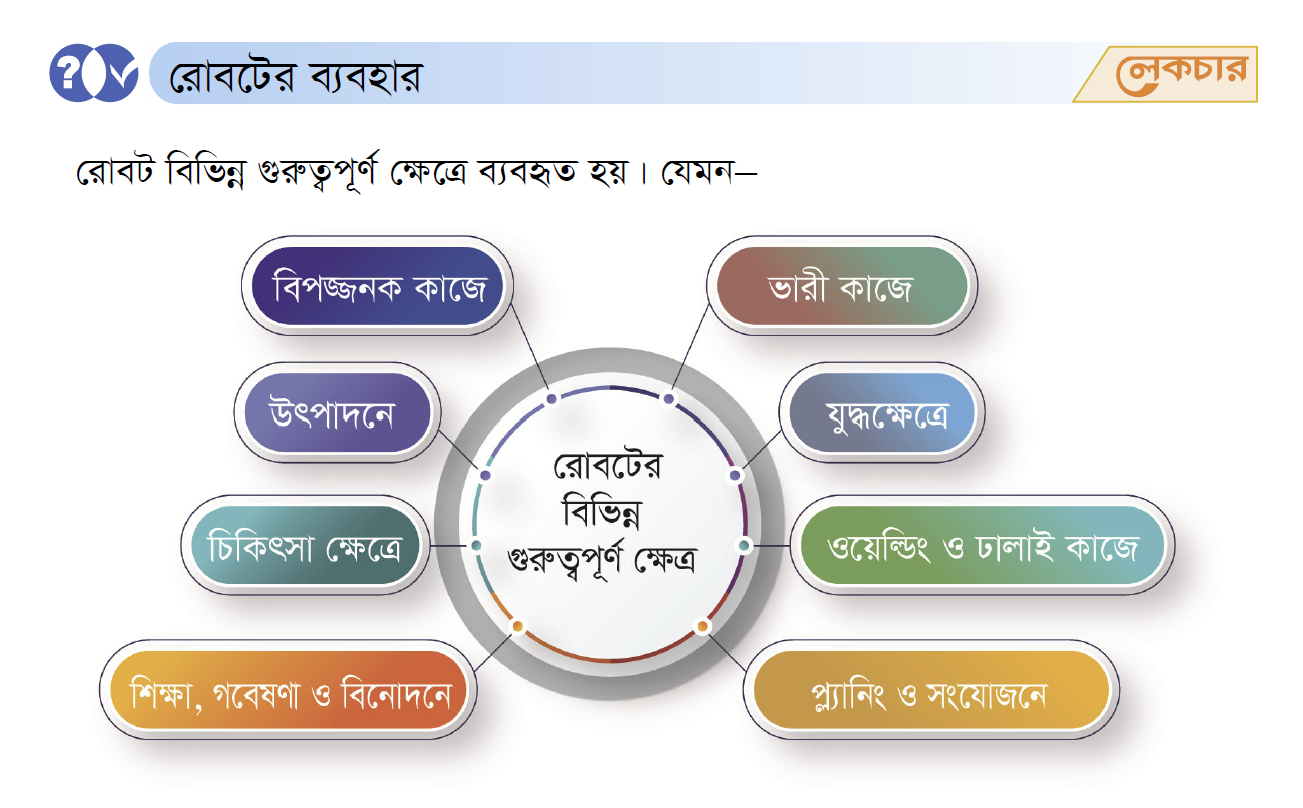 রোবটের ব্যবহার
লেকচার
রোবট বিভিন্ন গুরুত্বপূর্ণ ক্ষেত্রে ব্যবহৃত হয়। যেমন–
বিপজ্জনক কাজে
ভারী কাজে
উৎপাদনে
যুদ্ধক্ষেত্রে
রোবটের
বিভিন্ন
গুরুত্বপূর্ণ ক্ষেত্র
চিকিৎসা ক্ষেত্রে
ওয়েল্ডিং ও ঢালাই কাজে
শিক্ষা, গবেষণা ও বিনোদনে
প্ল্যানিং ও সংযোজনে